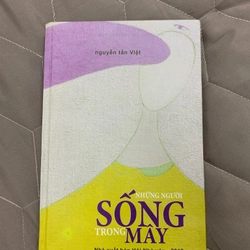 nguyễn tấn Việt
NHỮNG NGƯỜI
SỐNG
TRONG
MÂY